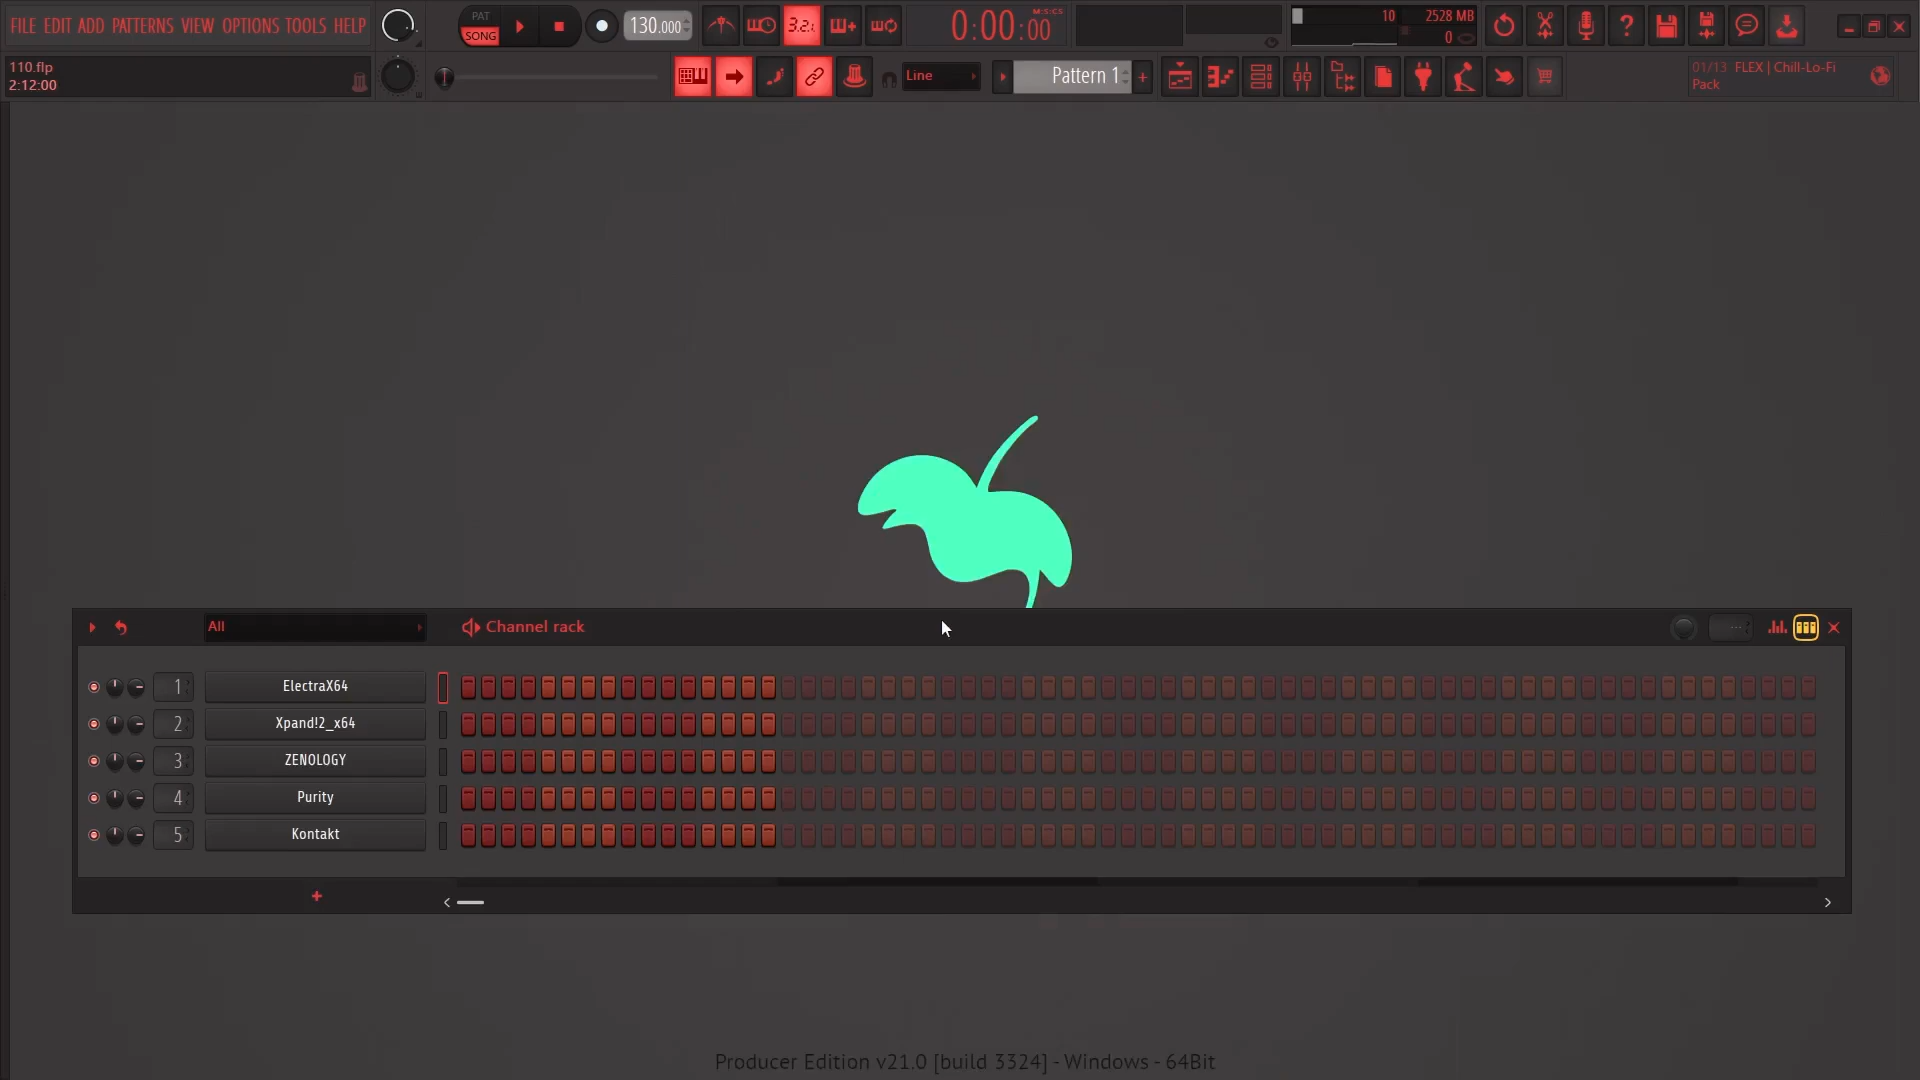 FILE EDIT ADD PATTERNS VIEW OPTIONS TOOLS HELP
PAT
SONG
130.000
3.2.:
0:00:00
M:S:CS
10
2528 MB
0
110.flp
2:12:00
Line
Pattern 1
01/13 FLEX | Chill-Lo-Fi
Pack
All
Channel rack
1 ElectraX64
2 Xpand!2_x64
3 ZENOLOGY
4 Purity
5 Kontakt
Producer Edition v21.0 [build 3324] - Windows - 64Bit